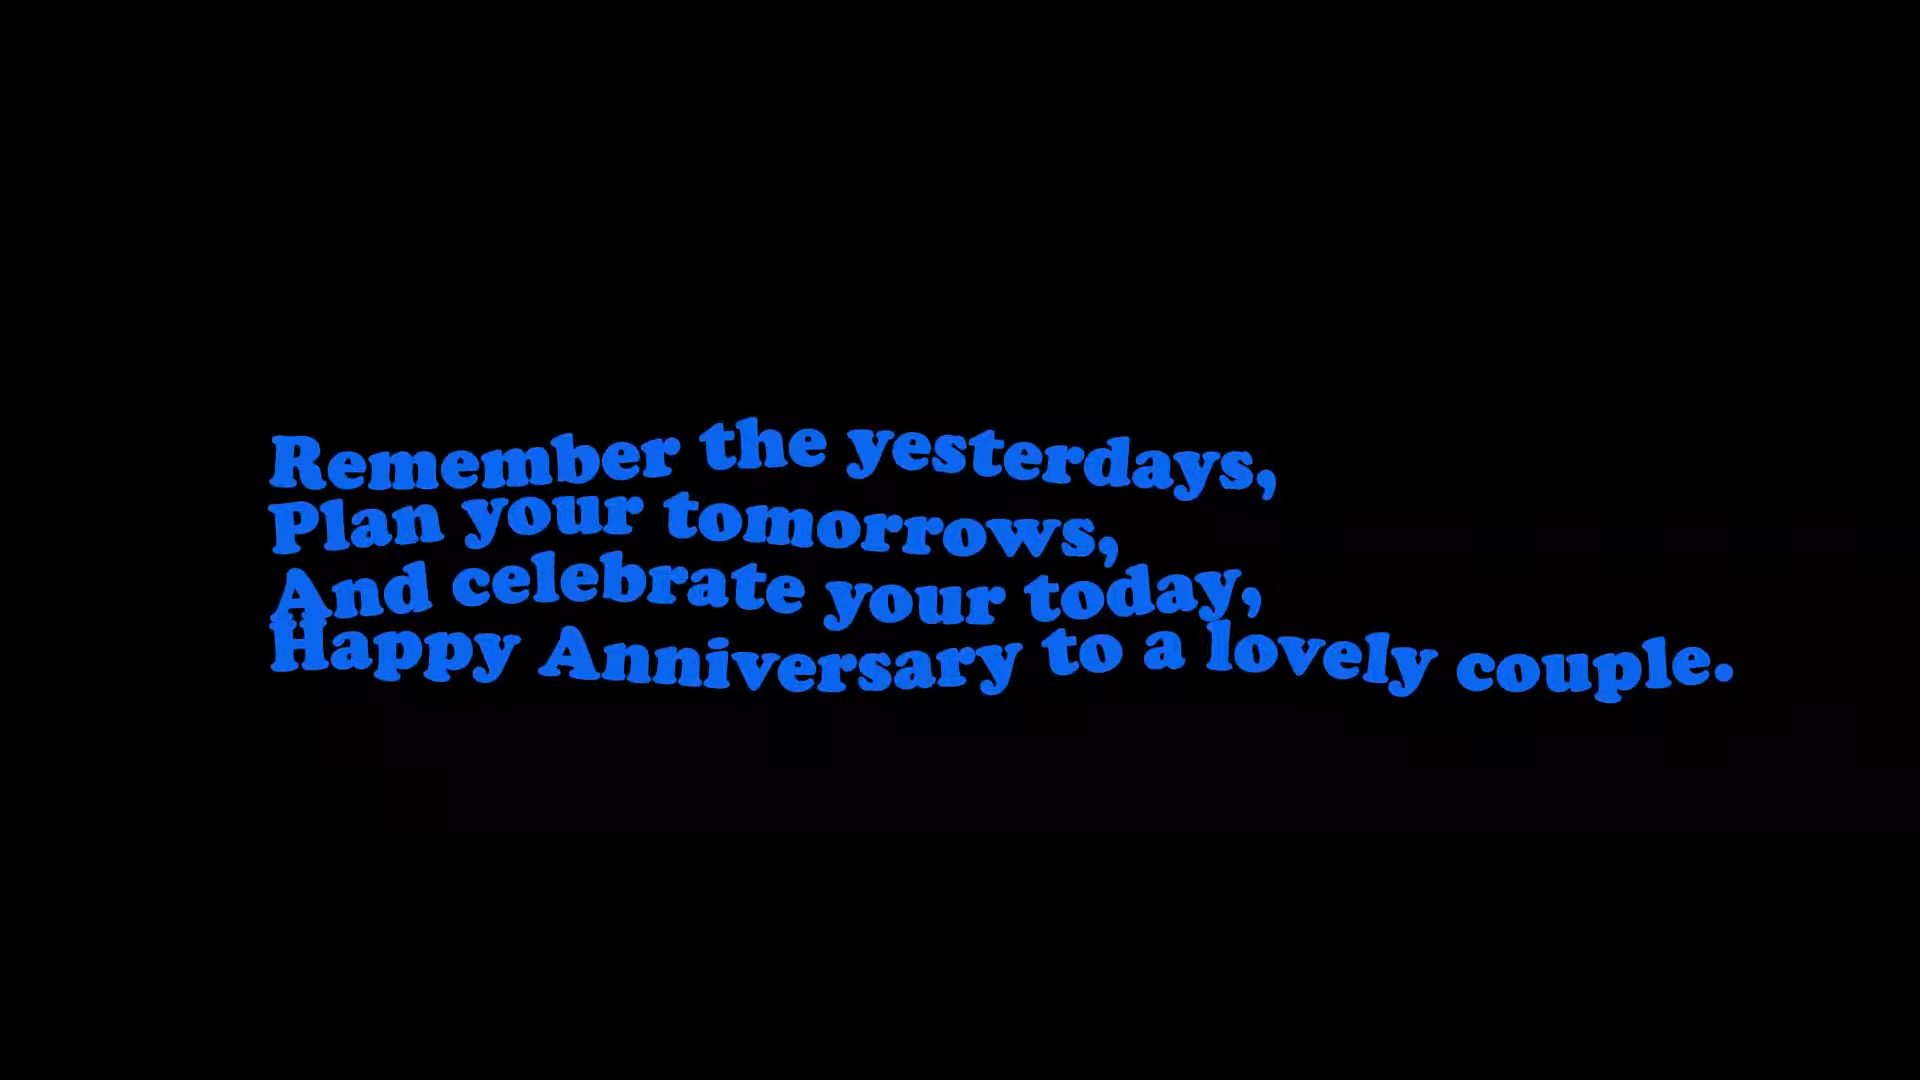 Remember the yesterdays,
Plan your tomorrows,
And celebrate your today,
Happy Anniversary to a lovely couple.